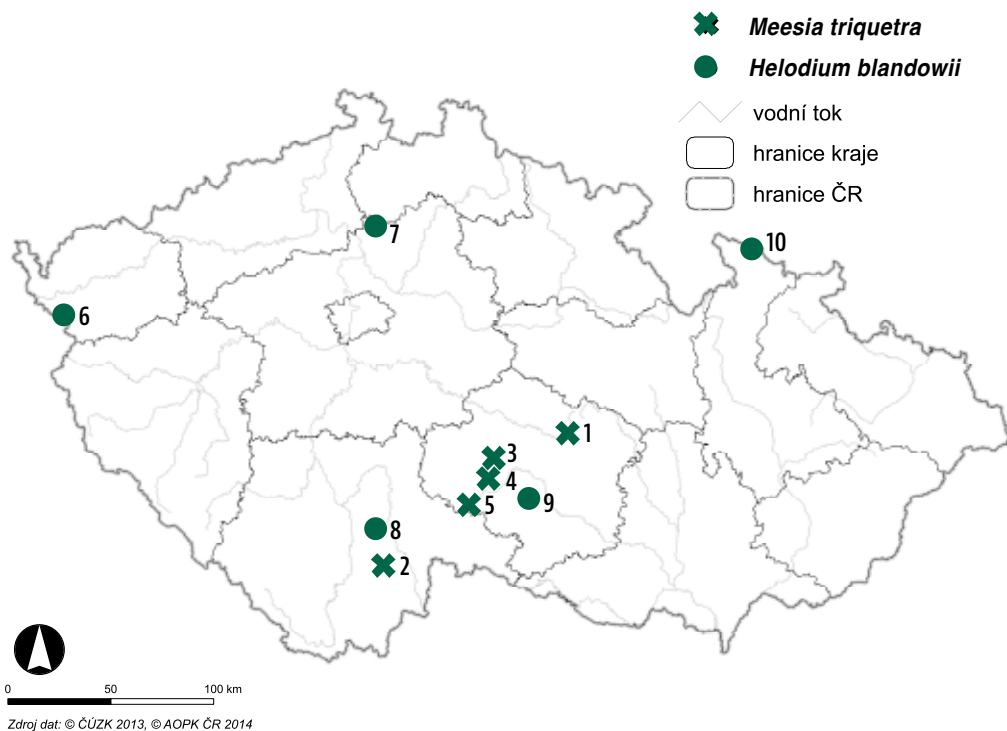 Meesia triquetra
Helodium blandowii
vodní tok
hranice kraje
hranice ČR
7
10
6
1
3
4
5
9
8
2
0 50 100 km
Zdroj dat: © ČÚZK 2013, © AOPK ČR 2014